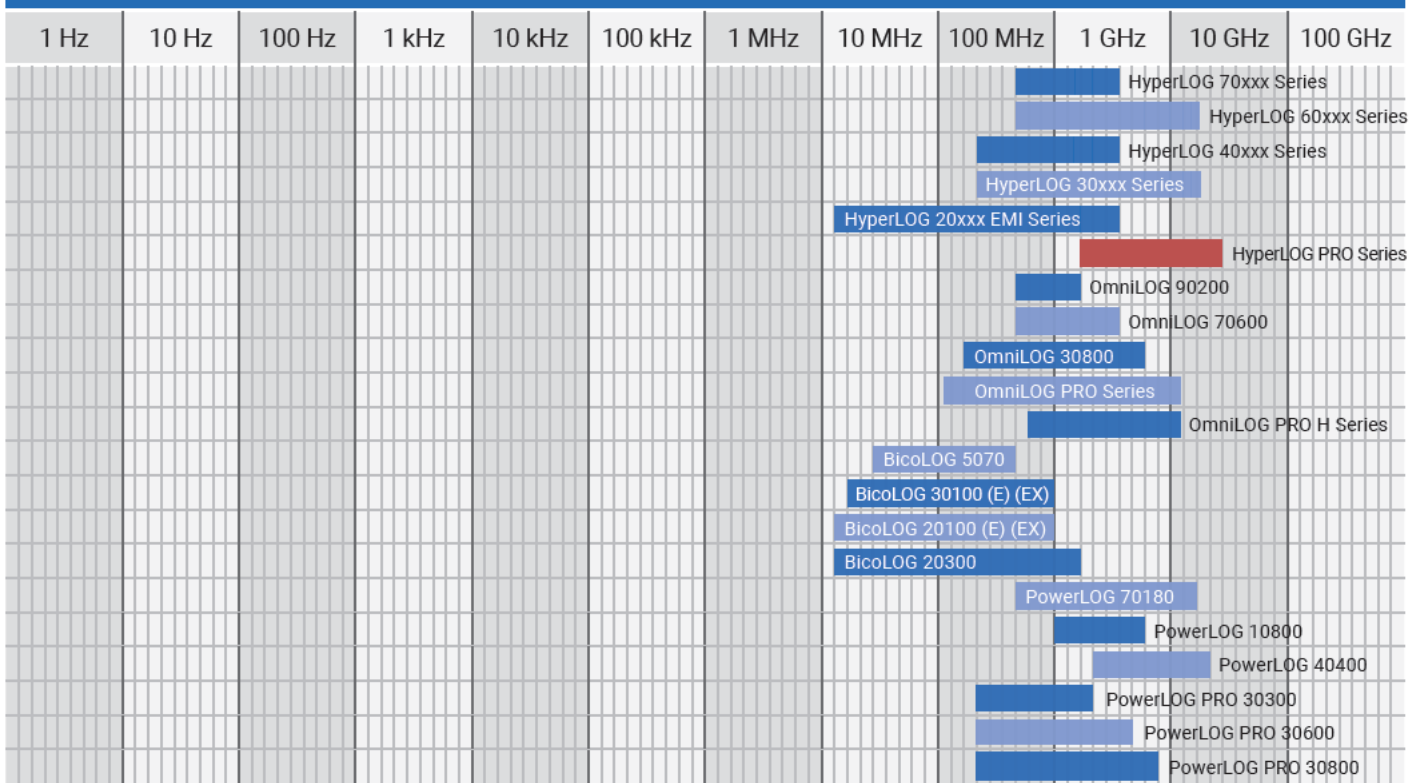 1 Hz 10 Hz 100 Hz 1 kHz 10 kHz 100 kHz 1 MHz 10 MHz 100 MHz 1 GHz 10 GHz 100 GHz
HyperLOG 70xxx Series
HyperLOG 60xxx Series
HyperLOG 40xxx Series
HyperLOG 30xxx Series
HyperLOG 20xxx EMI Series
HyperLOG PRO Series
OmniLOG 90200
OmniLOG 70600
OmniLOG 30800
OmniLOG PRO Series
OmniLOG PRO H Series
BicoLOG 5070
BicoLOG 30100 (E) (EX)
BicoLOG 20100 (E) (EX)
BicoLOG 20300
PowerLOG 70180
PowerLOG 10800
PowerLOG 40400
PowerLOG PRO 30300
PowerLOG PRO 30600
PowerLOG PRO 30800